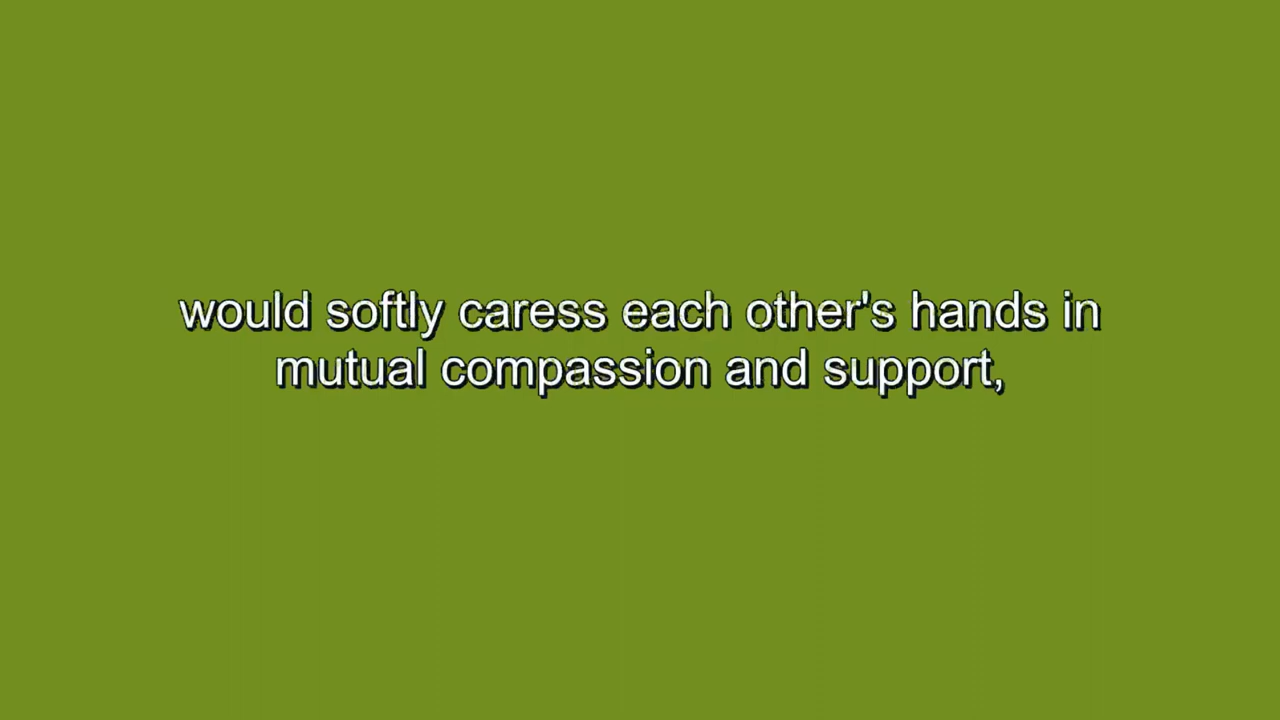 would softly caress each other's hands in
mutual compassion and support,